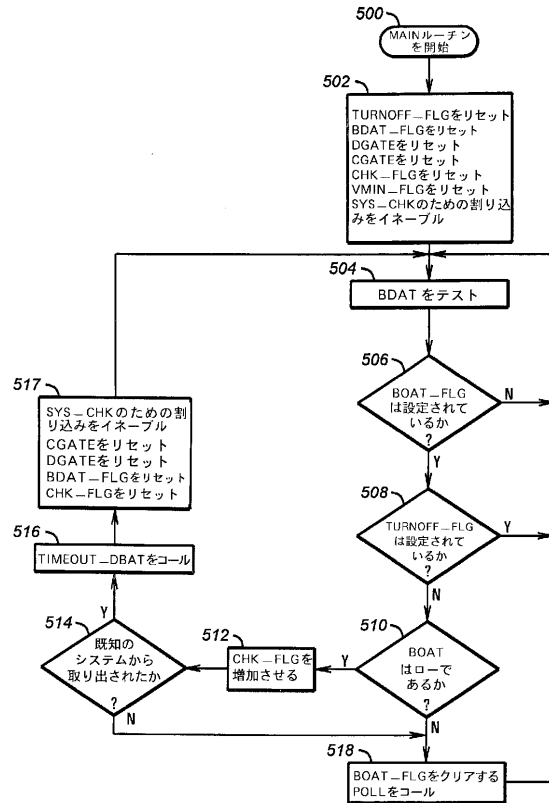 500
MAINルーチン
を開始
502
TURNOFF_FLGをリセット
BDAT_FLGをリセット
DGATEをリセット
CGATEをリセット
CHK_FLGをリセット
VMIN_FLGをリセット
SYS_CHKのための割り込
みをイネーブル
504
BDAT をテスト
506
BOAT_FLG
は設定されて
いるか
?
N
Y
517
SYS_CHKのための割
り込みをイネーブル
CGATEをリセット
DGATEをリセット
BDAT_FLGをリセット
CHK_FLGをリセット
508
TURNOFF_FLG
は設定されて
いるか
?
Y
N
516
TIMEOUT_DBATをコール
Y
514
既知の
システムから
取り出されたか
?
N
512
CHK_FLGを
増加させる
Y
510
BOAT
はローで
あるか
?
N
518
BOAT_FLGをクリアする
POLLをコール